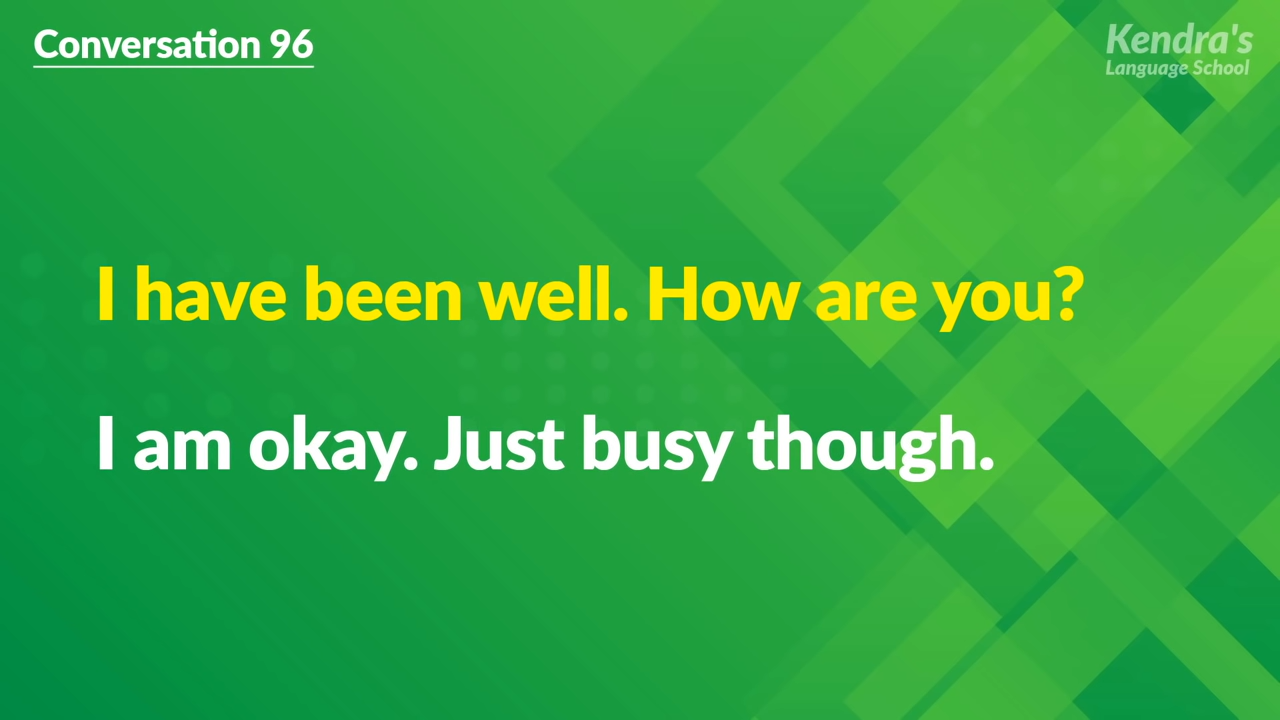 Conversation 96
Kendra's
Language School
I have been well. How are you?
I am okay. Just busy though.